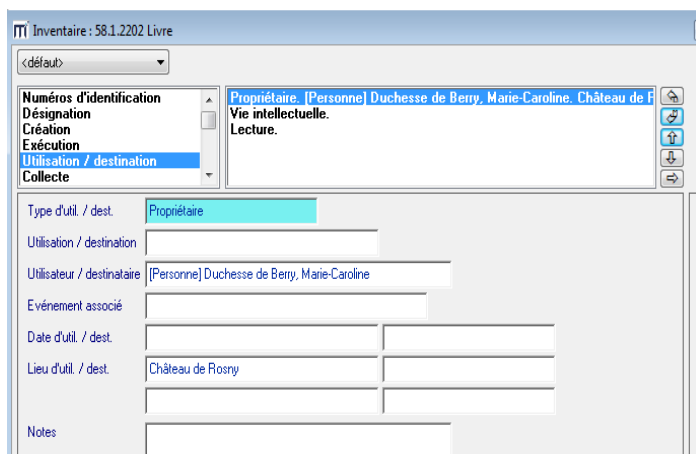 Inventaire : 58.1.2202 Livre
<défaut>
Numéros d'identification
Désignation
Création
Exécution
Utilisation / destination
Collecte
Propriétaire. [Personne] Duchesse de Berry, Marie-Caroline. Château de F
Vie intellectuelle.
Lecture.
Type d'util. / dest. Propriétaire
Utilisation / destination
Utilisateur / destinataire [Personne] Duchesse de Berry, Marie-Caroline
Evénement associé
Date d'util. / dest.
Lieu d'util. / dest. Château de Rosny
Notes